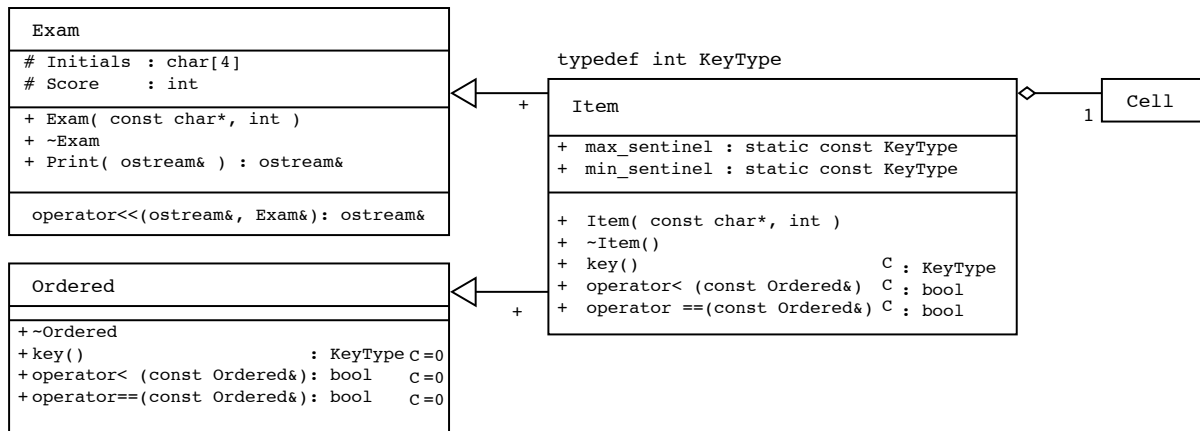 Exam
# Initials : char[4]
# Score : int
+ Exam( const char*, int )
+ ~Exam
+ Print( ostream& ) : ostream&
operator<<(ostream&, Exam&): ostream&
Ordered
+ ~Ordered
+ key() : KeyType C =0
+ operator< (const Ordered&): bool C =0
+ operator==(const Ordered&): bool C =0
+
+
typedef int KeyType
Item
+ max_sentinel : static const KeyType
+ min_sentinel : static const KeyType
+ Item( const char*, int )
+ ~Item()
+ key() C : KeyType
+ operator< (const Ordered&) C : bool
+ operator ==(const Ordered&) C : bool
1
Cell